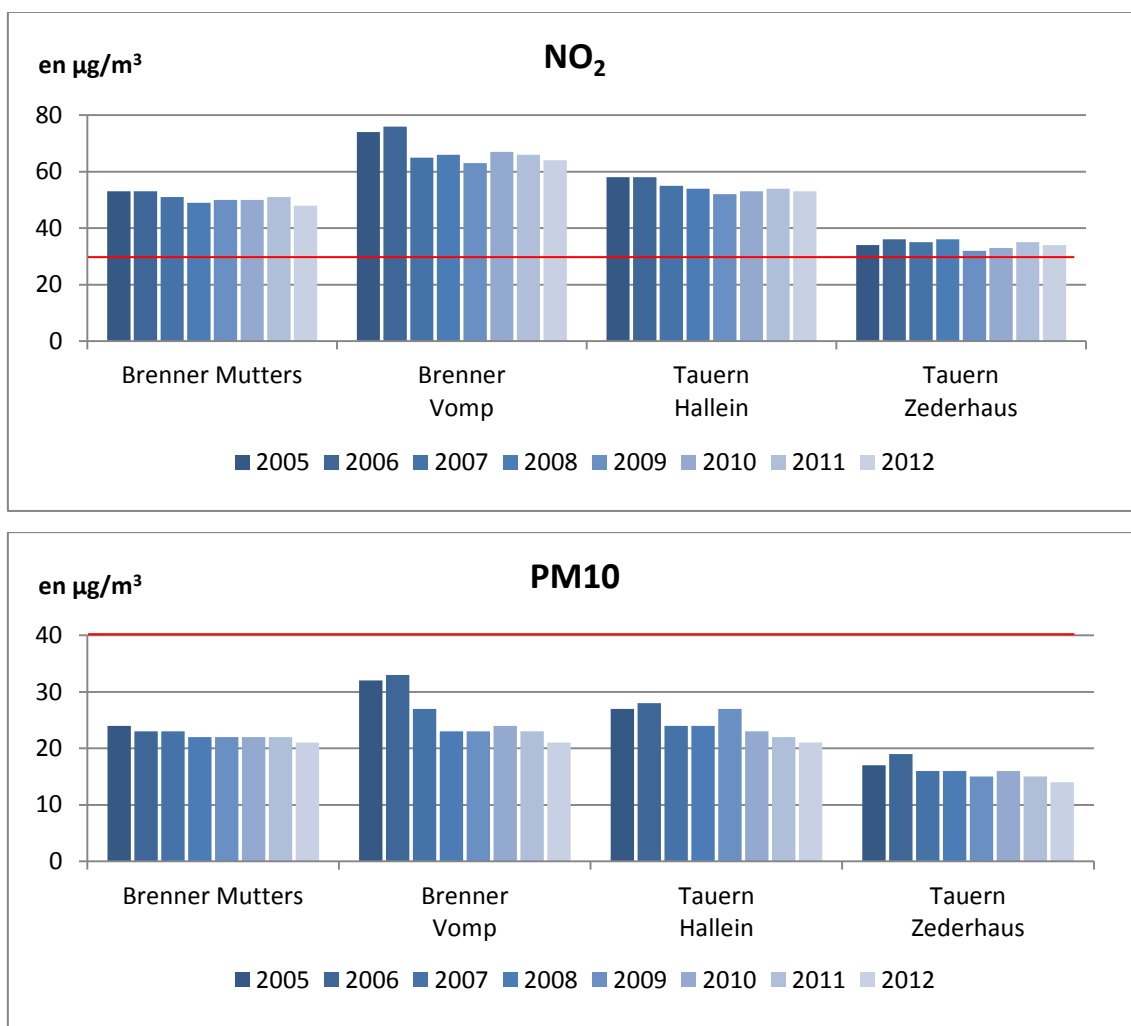 NO₂
en µg/m³
80
60
40
20
0
Brenner Mutters
Brenner
Vomp
Tauern
Hallein
Tauern
Zederhaus
2005 2006 2007 2008 2009 2010 2011 2012
PM10
en µg/m³
40
30
20
10
0
Brenner Mutters
Brenner
Vomp
Tauern
Hallein
Tauern
Zederhaus
2005 2006 2007 2008 2009 2010 2011 2012